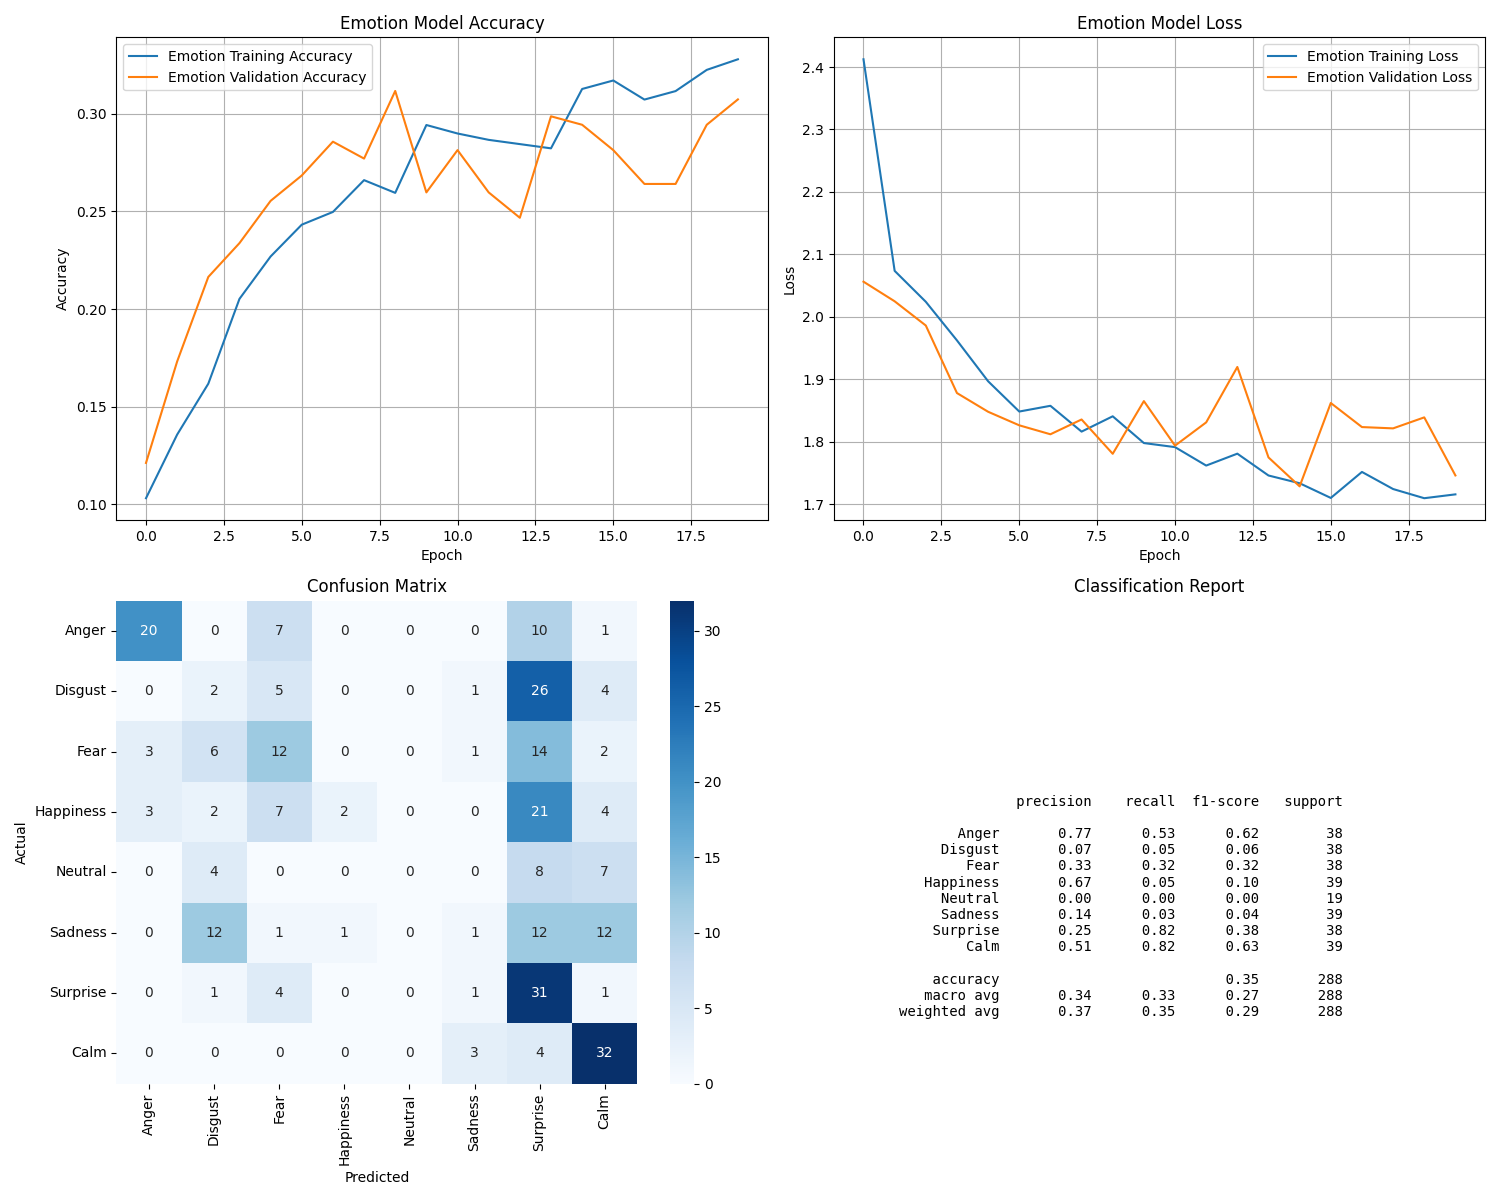 Emotion Model Accuracy
Emotion Training Accuracy
Emotion Validation Accuracy
0.30
0.25
0.20
0.15
0.10
Accuracy
0.0 2.5 5.0 7.5 10.0 12.5 15.0 17.5
Epoch
Emotion Model Loss
Emotion Training Loss
Emotion Validation Loss
2.4
2.3
2.2
2.1
2.0
1.9
1.8
1.7
Loss
0.0 2.5 5.0 7.5 10.0 12.5 15.0 17.5
Epoch
Confusion Matrix
Anger 20 0 7 0 0 0 10 1
Disgust 0 2 5 0 0 1 26 4
Fear 3 6 12 0 0 1 14 2
Happiness 3 2 7 2 0 0 21 4
Neutral 0 4 0 0 0 0 8 7
Sadness 0 12 1 1 0 1 12 12
Surprise 0 1 4 0 0 1 31 1
Calm 0 0 0 0 0 3 4 32
Actual
Anger Disgust Fear Happiness Neutral Sadness Surprise Calm
Predicted
30
25
20
15
10
5
0
Classification Report
precision recall f1-score support
Anger 0.77 0.53 0.62 38
Disgust 0.07 0.05 0.06 38
Fear 0.33 0.32 0.32 38
Happiness 0.67 0.05 0.10 39
Neutral 0.00 0.00 0.00 19
Sadness 0.14 0.03 0.04 39
Surprise 0.25 0.82 0.38 38
Calm 0.51 0.82 0.63 39
accuracy 0.35 288
macro avg 0.34 0.33 0.27 288
weighted avg 0.37 0.35 0.29 288